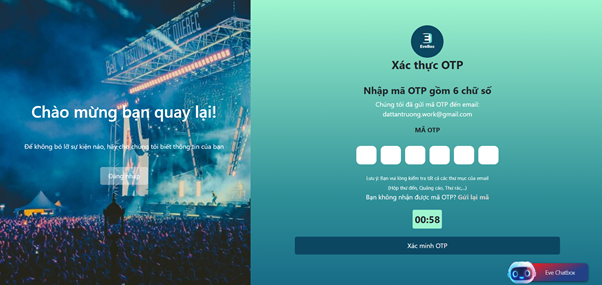 Chào mừng bạn quay lại!
Để không bỏ lỡ sự kiện nào, hãy cho chúng tôi biết thông tin của bạn
Đăng nhập
EveBox
Xác thực OTP
Nhập mã OTP gồm 6 chữ số
Chúng tôi đã gửi mã OTP đến email:
dattantruong.work@gmail.com
MÃ OTP
Lưu ý: Bạn vui lòng kiểm tra tất cả các thư mục của email
(Hộp thư đến, Quảng cáo, Thư rác,...)
Bạn không nhận được mã OTP? Gửi lại mã
00:58
Xác minh OTP
Eve Chatbox